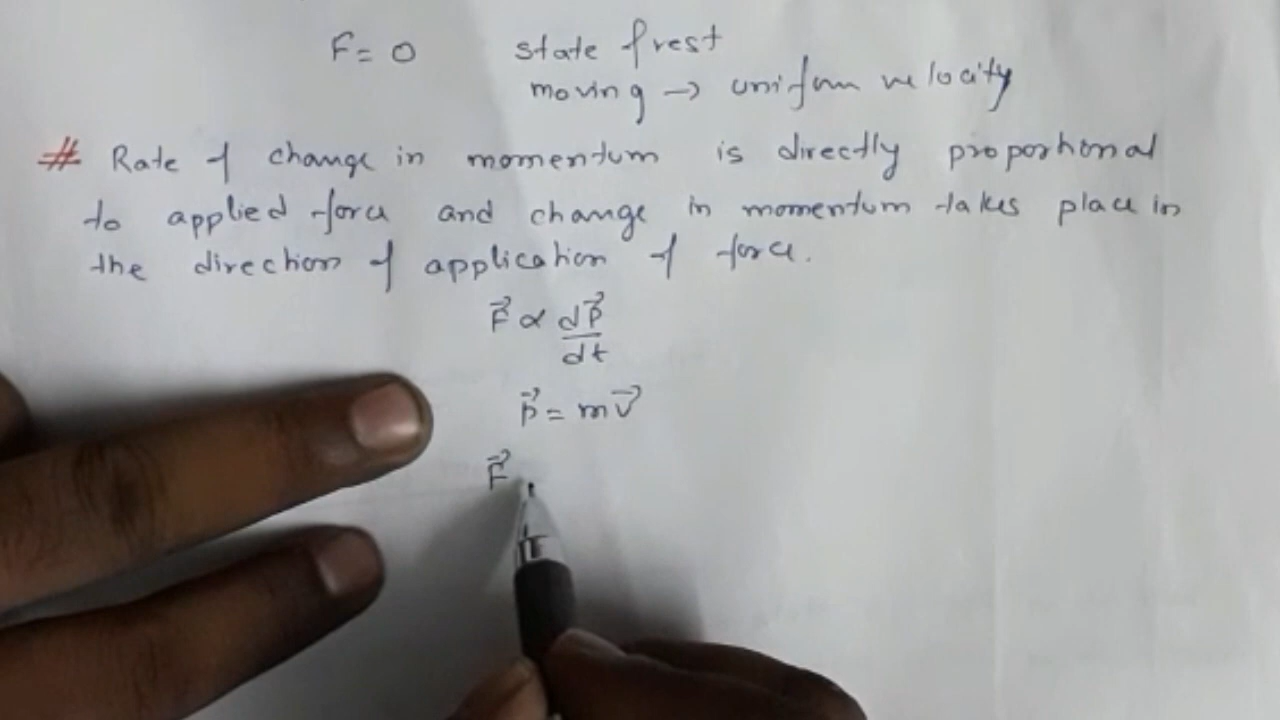 F = 0 state of rest
moving → uniform velocity
# Rate of change in momentum is directly proportional
to applied force and change in momentum takes place in
the direction of application of force.
F⃗ ∝ dP⃗/dt
p⃗ = mv⃗
F⃗